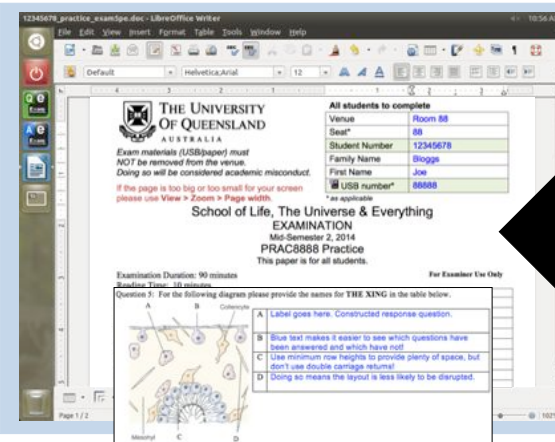 12345678_practice_examSpe.doc - LibreOffice Writer
10:56 A
File Edit View Insert Format Table Tools Window Help
Default
Helvetica;Arial
12
THE UNIVERSITY
OF QUEENSLAND
AUSTRALIA
Exam materials (USB/paper) must
NOT be removed from the venue.
Doing so will be considered academic misconduct.
If the page is too big or too small for your screen
please use View > Zoom > Page width.
All students to complete
Venue Room 88
Seat* 88
Student Number 12345678
Family Name Bloggs
First Name Joe
USB number* 88888
* as applicable
School of Life, The Universe & Everything
EXAMINATION
Mid-Semester 2, 2014
PRAC8888 Practice
This paper is for all students.
Examination Duration: 90 minutes
For Examiner Use Only
Reading Time: 10 minutes
Question 5: For the following diagram please provide the names for THE XING in the table below.
A B Collencyte
A Label goes here. Constructed response question.
B Blue text makes it easier to see which questions have
been answered and which have not!
C Use minimum row heights to provide plenty of space, but
don't use double carriage returns!
D Doing so means the layout is less likely to be disrupted.
Mesohyl C D
Page 1 / 2
102%